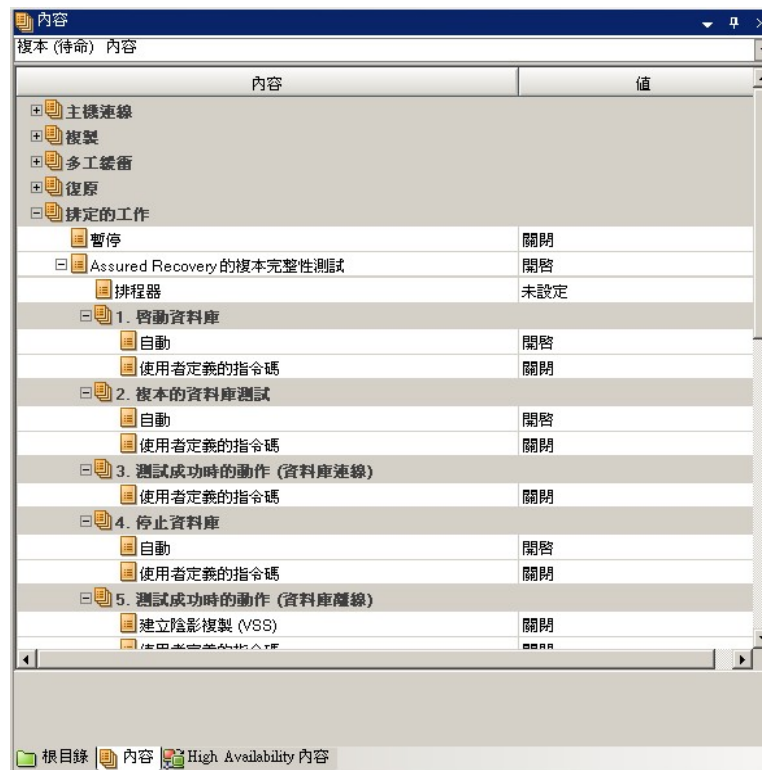 內容
複本 (待命) 內容
內容 值
主機連線
複製
多工緩衝
復原
排定的工作
暫停 關閉
Assured Recovery 的複本完整性測試 開啓
排程器 未設定
1. 啓動資料庫
自動 開啓
使用者定義的指令碼 關閉
2. 複本的資料庫測試
自動 開啓
使用者定義的指令碼 關閉
3. 測試成功時的動作 (資料庫連線)
使用者定義的指令碼 關閉
4. 停止資料庫
自動 開啓
使用者定義的指令碼 關閉
5. 測試成功時的動作 (資料庫離線)
建立陰影複製 (VSS) 關閉
根目錄 內容 High Availability 內容